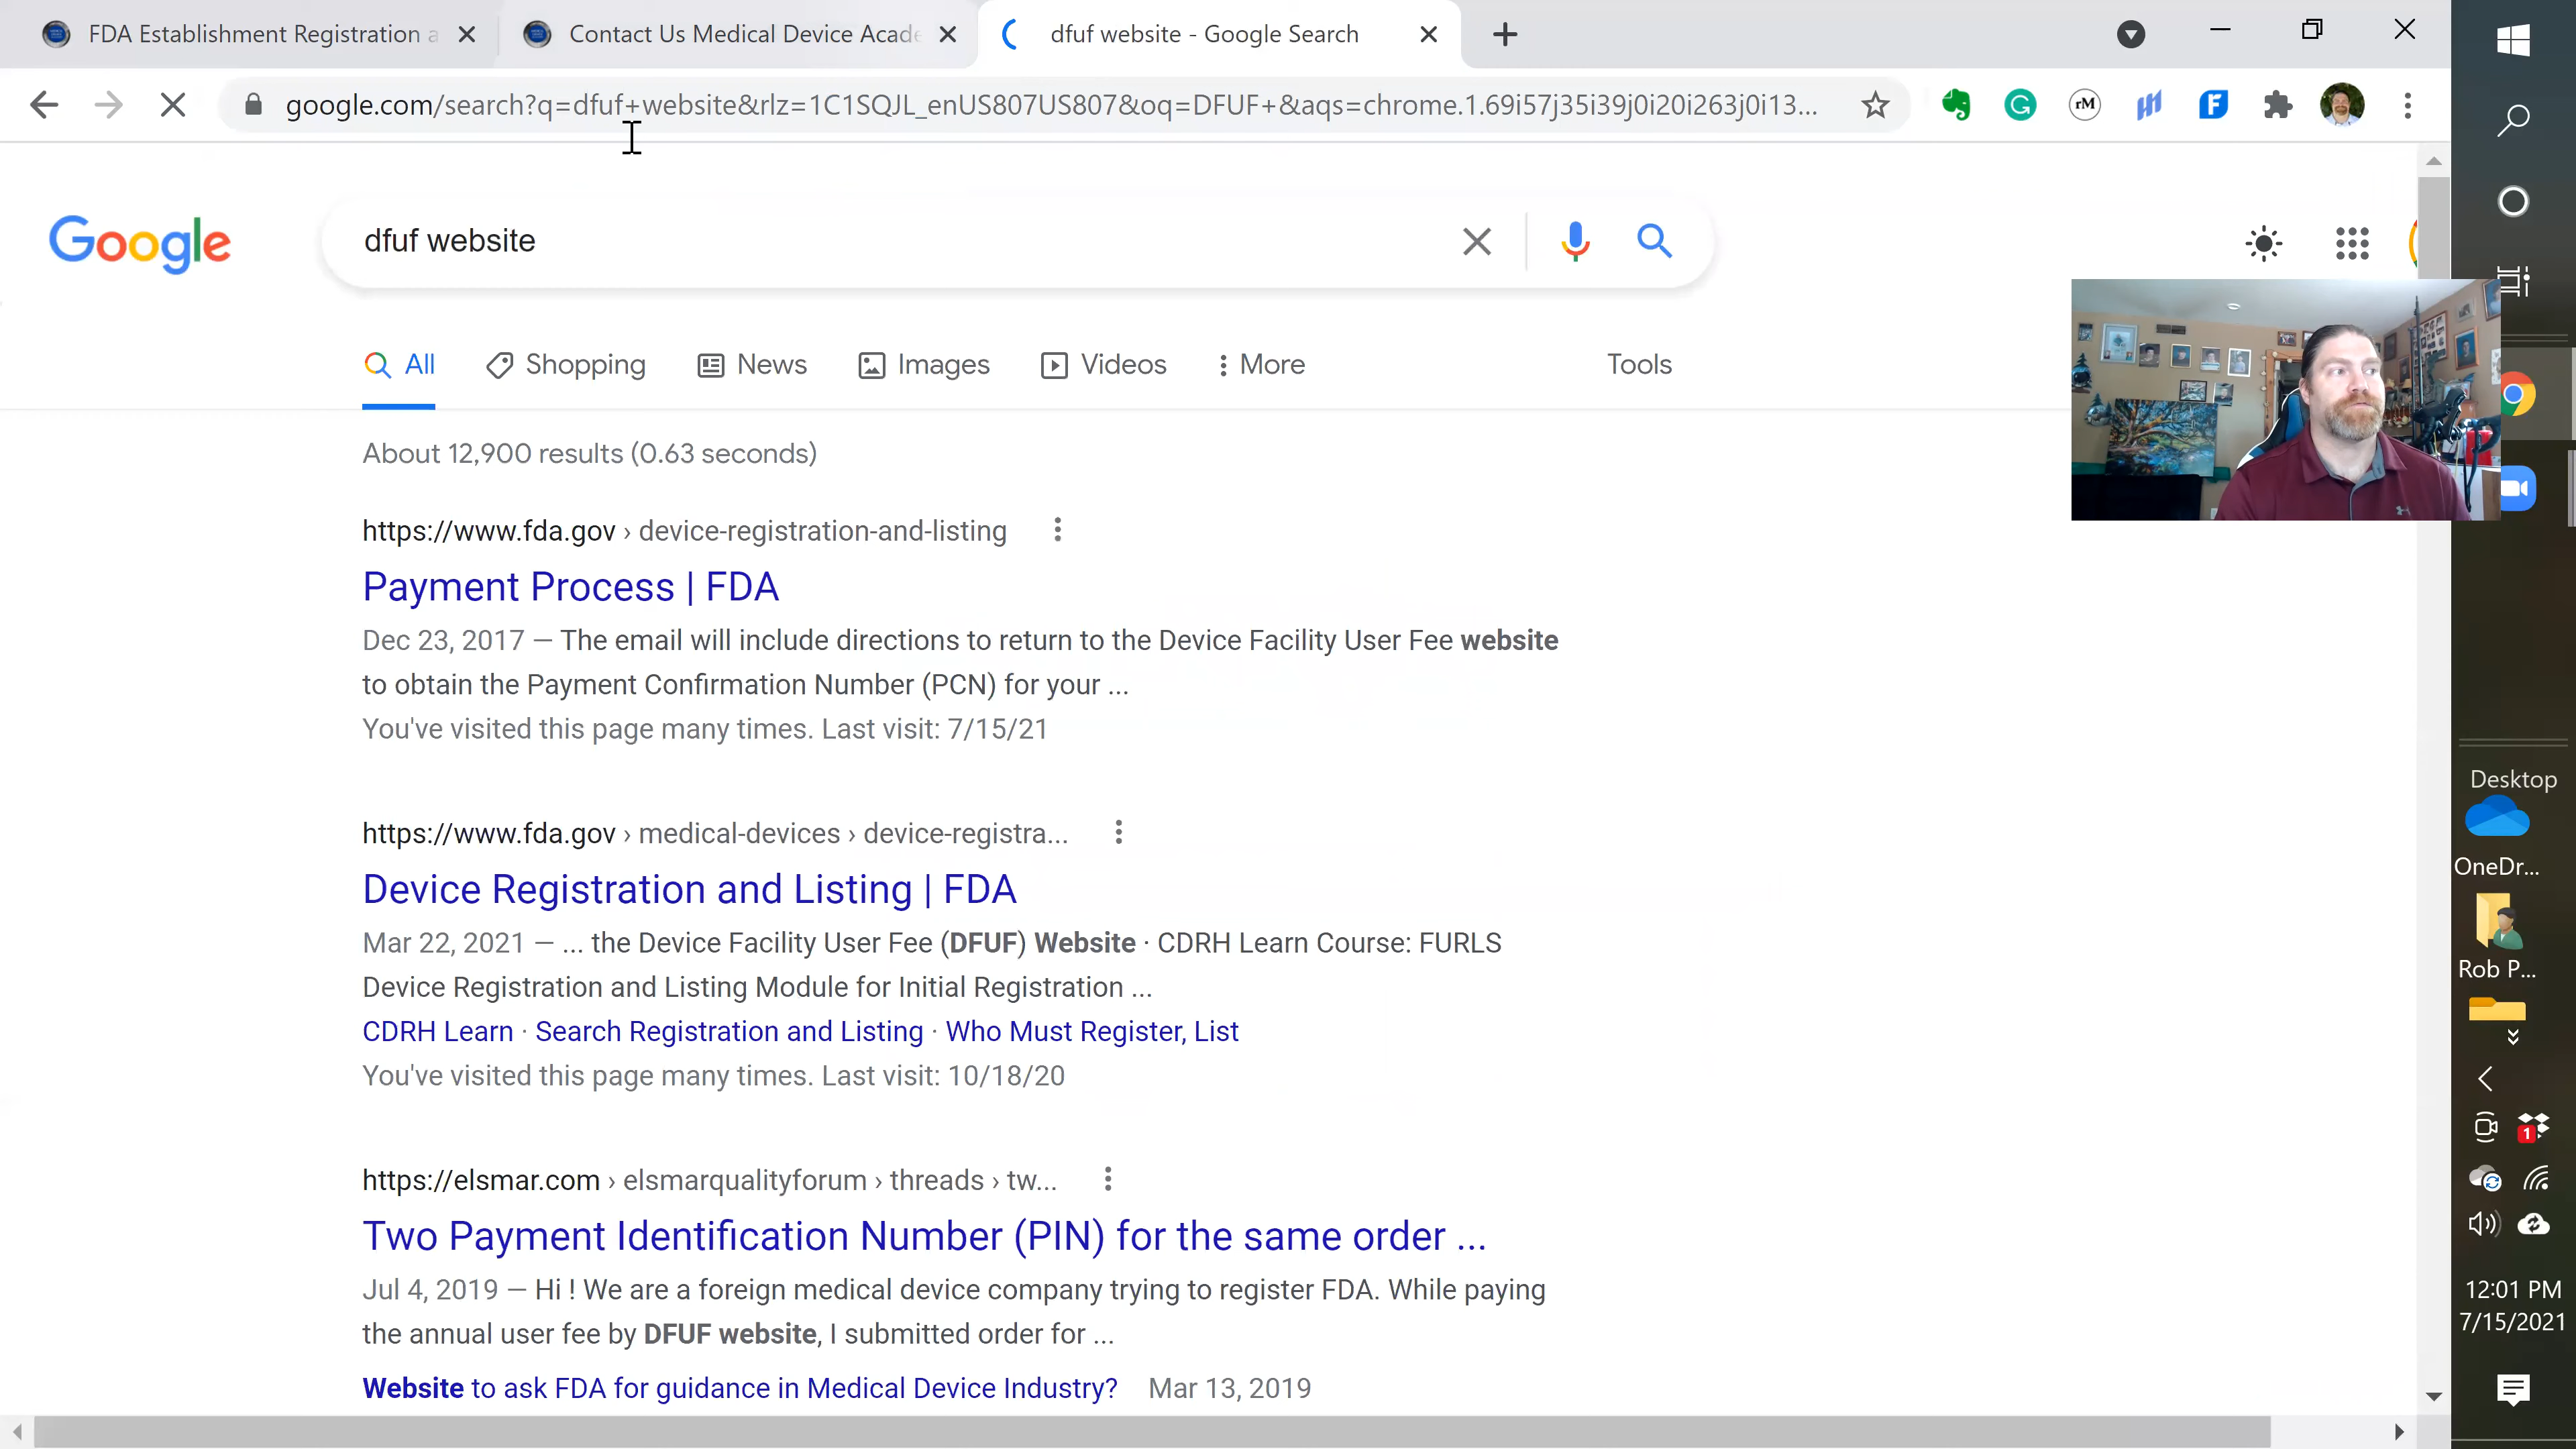 FDA Establishment Registration a
Contact Us Medical Device Acade
dfuf website - Google Search
google.com/search?q=dfuf+website&rlz=1C1SQJL_enUS807US807&oq=DFUF+&aqs=chrome.1.69i57j35i39j0i20i263j0i13...
rM
Google
dfuf website
All
Shopping
News
Images
Videos
More
Tools
About 12,900 results (0.63 seconds)
https://www.fda.gov › device-registration-and-listing
Payment Process | FDA
Dec 23, 2017 — The email will include directions to return to the Device Facility User Fee website
to obtain the Payment Confirmation Number (PCN) for your ...
You've visited this page many times. Last visit: 7/15/21
https://www.fda.gov › medical-devices › device-registra...
Device Registration and Listing | FDA
Mar 22, 2021 — ... the Device Facility User Fee (DFUF) Website · CDRH Learn Course: FURLS
Device Registration and Listing Module for Initial Registration ...
CDRH Learn · Search Registration and Listing · Who Must Register, List
You've visited this page many times. Last visit: 10/18/20
https://elsmar.com › elsmarqualityforum › threads › tw...
Two Payment Identification Number (PIN) for the same order ...
Jul 4, 2019 — Hi ! We are a foreign medical device company trying to register FDA. While paying
the annual user fee by DFUF website, I submitted order for ...
Website to ask FDA for guidance in Medical Device Industry? Mar 13, 2019
Desktop
OneDr...
Rob P...
1
12:01 PM
7/15/2021